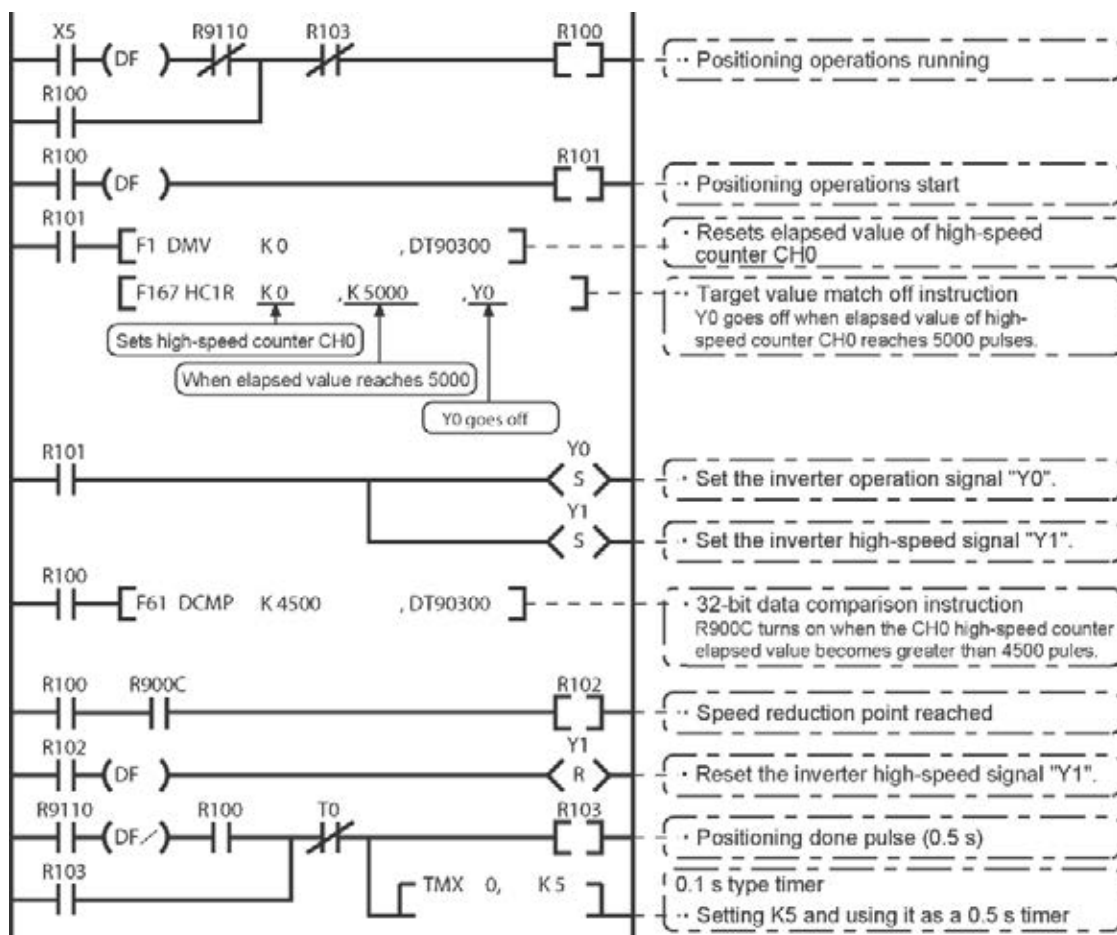 X5
R9110
R103
R100
DF
· Positioning operations running
R100
R100
R101
DF
· Positioning operations start
R101
F1 DMV K 0 , DT90300
· Resets elapsed value of high-speed
counter CH0
F167 HC1R K 0 , K 5000 , Y0
· Target value match off instruction
Y0 goes off when elapsed value of high-
speed counter CH0 reaches 5000 pulses.
Sets high-speed counter CH0
When elapsed value reaches 5000
Y0 goes off
R101
Y0
S
· Set the inverter operation signal "Y0".
Y1
S
· Set the inverter high-speed signal "Y1".
R100
F61 DCMP K 4500 , DT90300
· 32-bit data comparison instruction
R900C turns on when the CH0 high-speed counter
elapsed value becomes greater than 4500 pules.
R100
R900C
R102
· Speed reduction point reached
R102
Y1
DF
R
· Reset the inverter high-speed signal "Y1".
R9110
R100
T0
R103
DF/
· Positioning done pulse (0.5 s)
R103
TMX 0, K 5
0.1 s type timer
· Setting K5 and using it as a 0.5 s timer